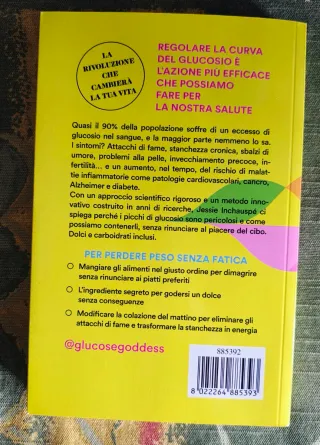 LA
RIVOLUZIONE
CHE
CAMBIERÀ
LA TUA VITA
REGOLARE LA CURVA
DEL GLUCOSIO È
L'AZIONE PIÙ EFFICACE
CHE POSSIAMO
FARE PER
LA NOSTRA SALUTE
Quasi il 90% della popolazione soffre di un eccesso di
glucosio nel sangue, e la maggior parte nemmeno lo sa.
I sintomi? Attacchi di fame, stanchezza cronica, sbalzi di
umore, problemi alla pelle, invecchiamento precoce, in-
fertilità... e un aumento, nel tempo, del rischio di malat-
tie infiammatorie come patologie cardiovascolari, cancro,
Alzheimer e diabete.
Con un approccio scientifico rigoroso e un metodo inno-
vativo costruito in anni di ricerche, Jessie Inchauspé ci
spiega perché i picchi di glucosio sono pericolosi e come
possiamo contenerli, senza rinunciare al piacere del cibo.
Dolci e carboidrati inclusi.
PER PERDERE PESO SENZA FATICA
Mangiare gli alimenti nel giusto ordine per dimagrire
senza rinunciare ai piatti preferiti
L'ingrediente segreto per godersi un dolce
senza conseguenze
Modificare la colazione del mattino per eliminare gli
attacchi di fame e trasformare la stanchezza in energia
@glucosegoddess
885392
8 022264 885393